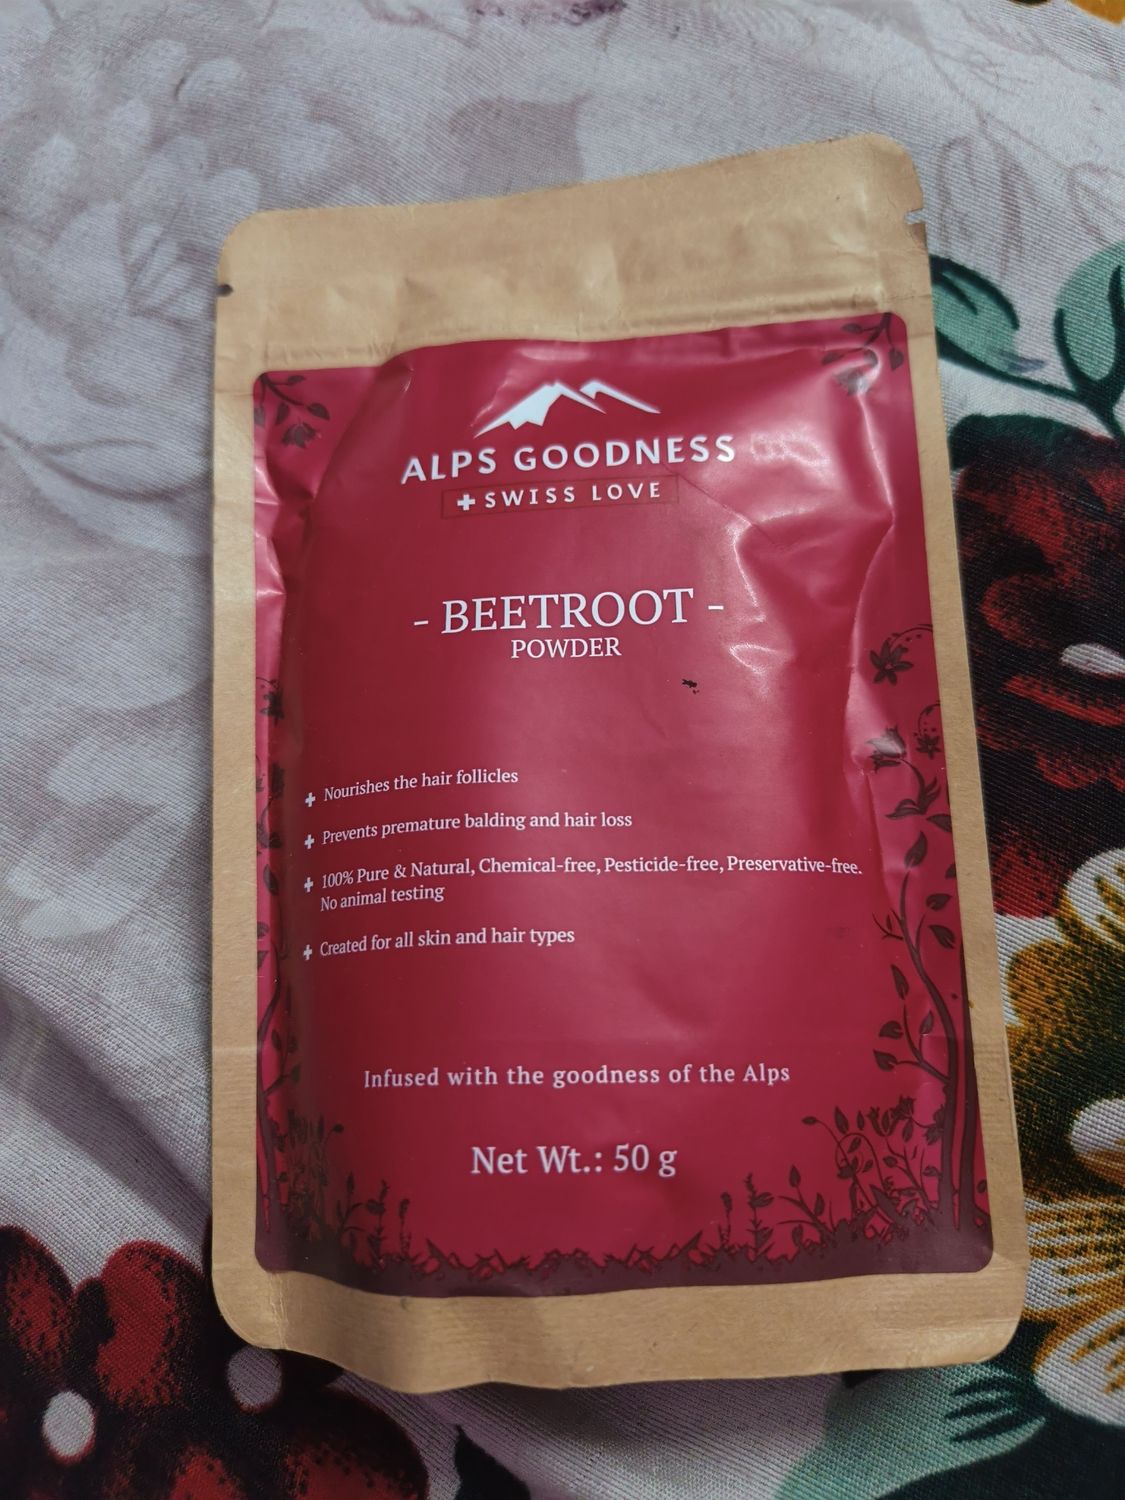 ALPS GOODNESS
+ SWISS LOVE
- BEETROOT -
POWDER
+ Nourishes the hair follicles
+ Prevents premature balding and hair loss
+ 100% Pure & Natural, Chemical-free, Pesticide-free, Preservative-free.
No animal testing
+ Created for all skin and hair types
Infused with the goodness of the Alps
Net Wt.: 50 g